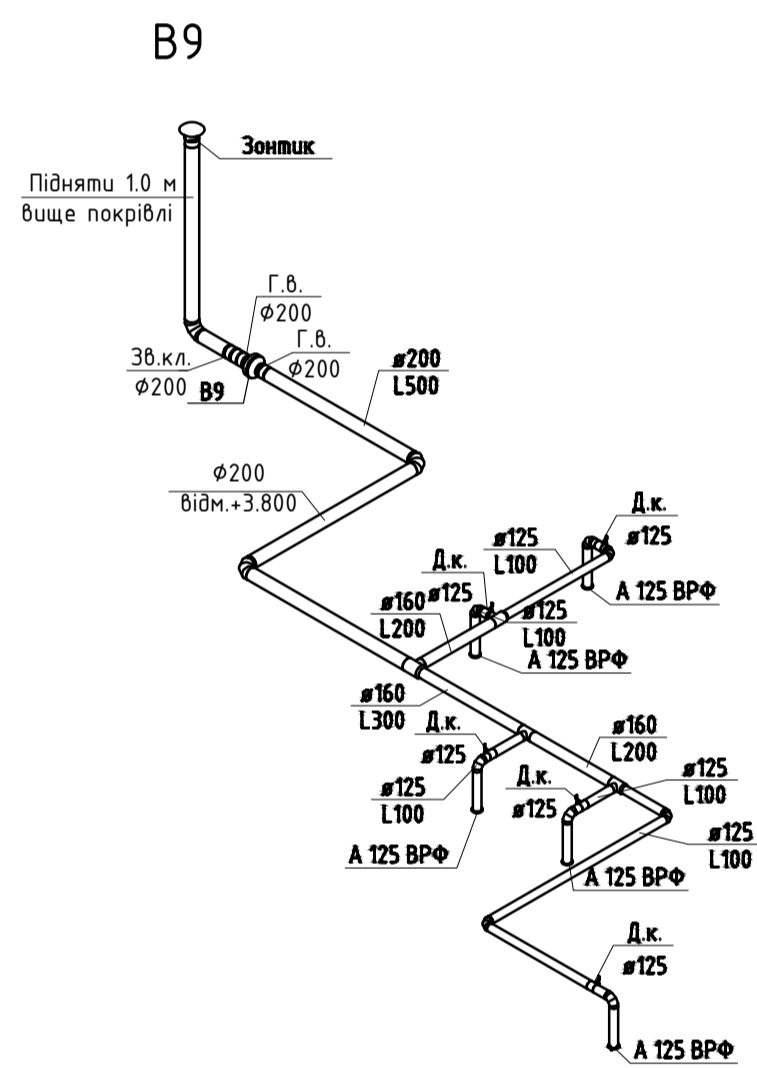 В9
Зонтик
Підняти 1.0 м
вище покрівлі
Г.в.
Ф200
Г.в.
Ф200
Зв.кл.
Ф200
В9
ø200
L500
Ф200
відм.+3.800
Д.к.
ø125
ø125
L100
А 125 ВРФ
Д.к.
ø125
ø160
L200
ø125
L100
А 125 ВРФ
ø160
L300
Д.к.
ø125
ø160
L200
ø125
L100
Д.к.
ø125
ø125
L100
А 125 ВРФ
ø125
L100
А 125 ВРФ
Д.к.
ø125
А 125 ВРФ